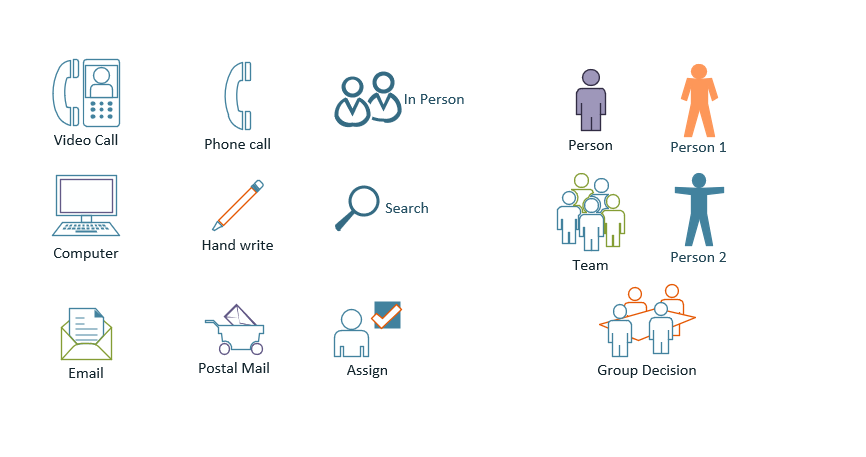 Video Call
Phone call
In Person
Person
Person 1
Computer
Hand write
Search
Team
Person 2
Email
Postal Mail
Assign
Group Decision